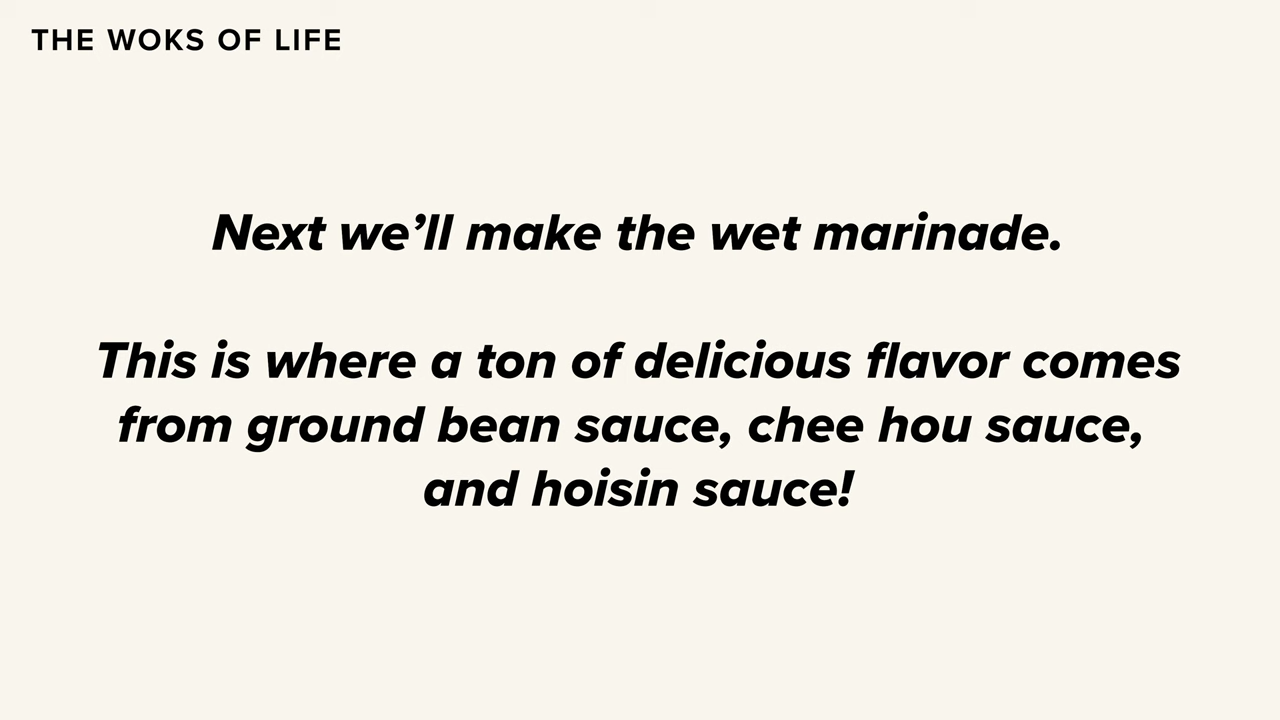 THE WOKS OF LIFE
Next we’ll make the wet marinade.
This is where a ton of delicious flavor comes
from ground bean sauce, chee hou sauce,
and hoisin sauce!